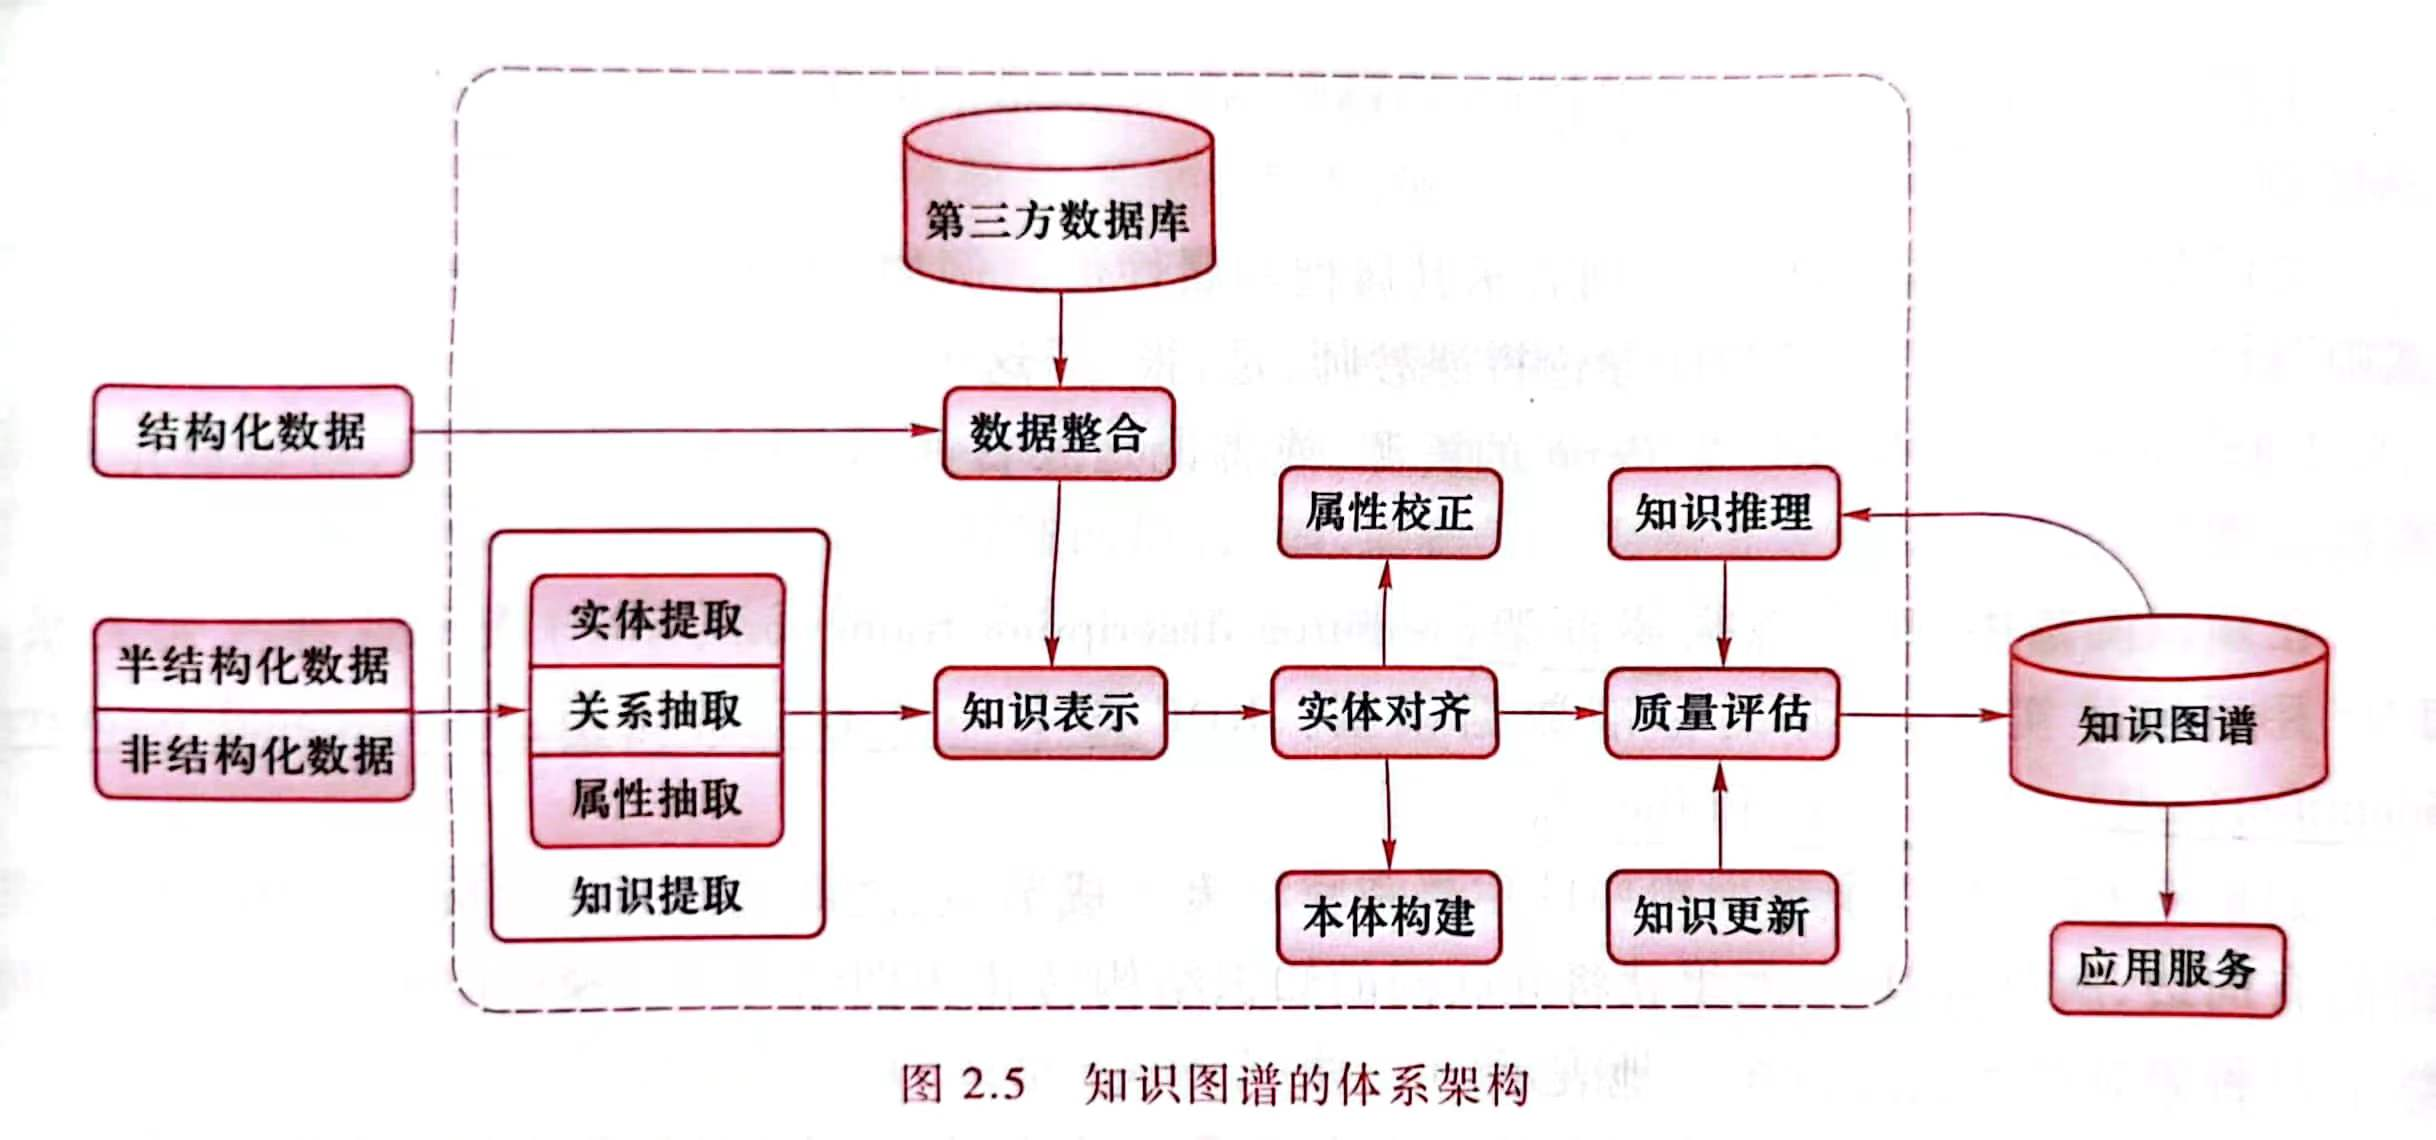 第三方数据库
结构化数据
数据整合
属性校正
知识推理
实体提取
半结构化数据
关系抽取
知识表示
实体对齐
质量评估
知识图谱
非结构化数据
属性抽取
知识提取
本体构建
知识更新
应用服务
图 2.5 知识图谱的体系架构